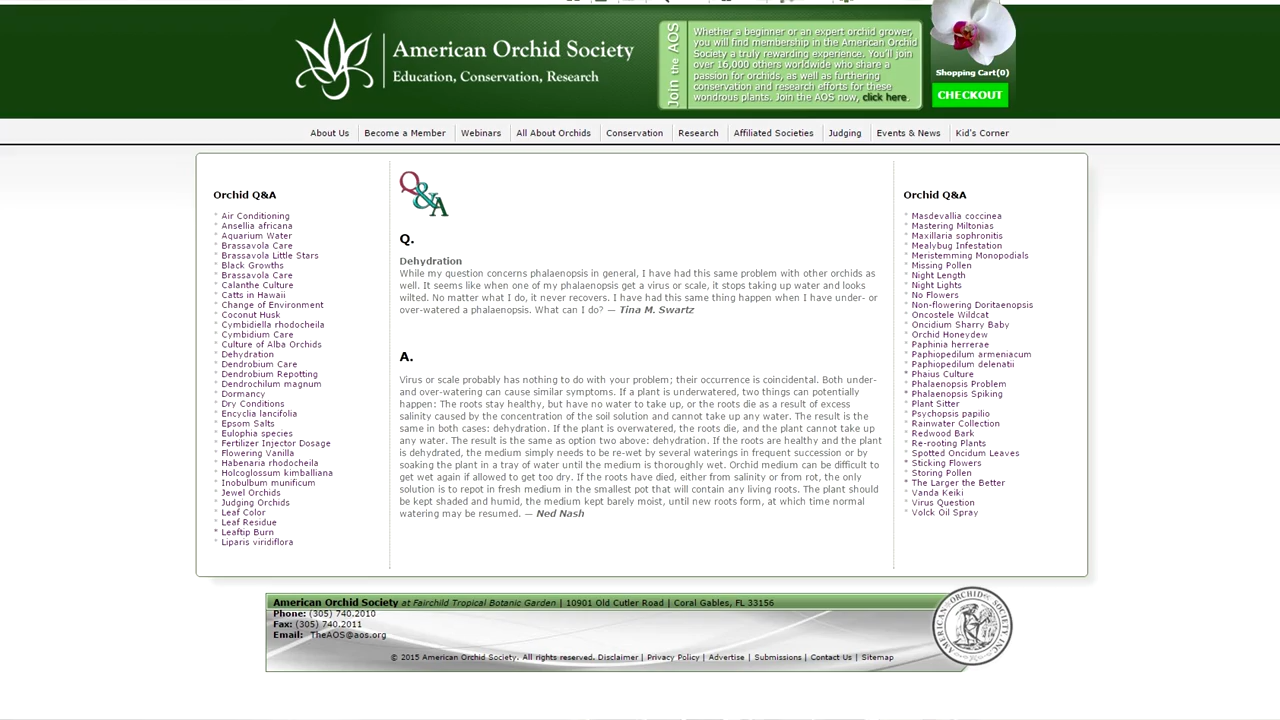 American Orchid Society
Education, Conservation, Research
Join the AOS
Whether a beginner or an expert orchid grower,
you will find membership in the American Orchid
Society a truly rewarding experience. You'll join
over 16,000 others worldwide who share a
passion for orchids, as well as furthering
conservation and research efforts for these
wondrous plants. Join the AOS now, click here.
Shopping Cart(0)
CHECKOUT
About Us
Become a Member
Webinars
All About Orchids
Conservation
Research
Affiliated Societies
Judging
Events & News
Kid's Corner
Orchid Q&A
* Air Conditioning
* Ansellia africana
* Aquarium Water
* Brassavola Care
* Brassavola Little Stars
* Black Growths
* Brassavola Care
* Calanthe Culture
* Catts in Hawaii
* Change of Environment
* Coconut Husk
* Cymbidiella rhodocheila
* Cymbidium Care
* Culture of Alba Orchids
* Dehydration
* Dendrobium Care
* Dendrobium Repotting
* Dendrochilum magnum
* Dormancy
* Dry Conditions
* Encyclia lancifolia
* Epsom Salts
* Eulophia species
* Fertilizer Injector Dosage
* Flowering Vanilla
* Habenaria rhodocheila
* Holcoglossum kimballiana
* Inobulbum munificum
* Jewel Orchids
* Judging Orchids
* Leaf Color
* Leaf Residue
* Leaftip Burn
* Liparis viridiflora
Q&A
Q.
Dehydration
While my question concerns phalaenopsis in general, I have had this same problem with other orchids as
well. It seems like when one of my phalaenopsis get a virus or scale, it stops taking up water and looks
wilted. No matter what I do, it never recovers. I have had this same thing happen when I have under- or
over-watered a phalaenopsis. What can I do? — Tina M. Swartz
A.
Virus or scale probably has nothing to do with your problem; their occurrence is coincidental. Both under-
and over-watering can cause similar symptoms. If a plant is underwatered, two things can potentially
happen: The roots stay healthy, but have no water to take up, or the roots die as a result of excess
salinity caused by the concentration of the soil solution and cannot take up any water. The result is the
same in both cases: dehydration. If the plant is overwatered, the roots die, and the plant cannot take up
any water. The result is the same as option two above: dehydration. If the roots are healthy and the plant
is dehydrated, the medium simply needs to be re-wet by several waterings in frequent succession or by
soaking the plant in a tray of water until the medium is thoroughly wet. Orchid medium can be difficult to
get wet again if allowed to get too dry. If the roots have died, either from salinity or from rot, the only
solution is to repot in fresh medium in the smallest pot that will contain any living roots. The plant should
be kept shaded and humid, the medium kept barely moist, until new roots form, at which time normal
watering may be resumed. — Ned Nash
Orchid Q&A
* Masdevallia coccinea
* Mastering Miltonias
* Maxillaria sophronitis
* Mealybug Infestation
* Meristemming Monopodials
* Missing Pollen
* Night Length
* Night Lights
* No Flowers
* Non-flowering Doritaenopsis
* Oncostele Wildcat
* Oncidium Sharry Baby
* Orchid Honeydew
* Paphinia herrerae
* Paphiopedilum armeniacum
* Paphiopedilum delenatii
* Phaius Culture
* Phalaenopsis Problem
* Phalaenopsis Spiking
* Plant Sitter
* Psychopsis papilio
* Rainwater Collection
* Redwood Bark
* Re-rooting Plants
* Spotted Oncidum Leaves
* Sticking Flowers
* Storing Pollen
* The Larger the Better
* Vanda Keiki
* Virus Question
* Volck Oil Spray
American Orchid Society at Fairchild Tropical Botanic Garden | 10901 Old Cutler Road | Coral Gables, FL 33156
Phone: (305) 740.2010
Fax: (305) 740.2011
Email: TheAOS@aos.org
© 2015 American Orchid Society. All rights reserved. Disclaimer | Privacy Policy | Advertise | Submissions | Contact Us | Sitemap
AMERICAN ORCHID SOCIETY INC